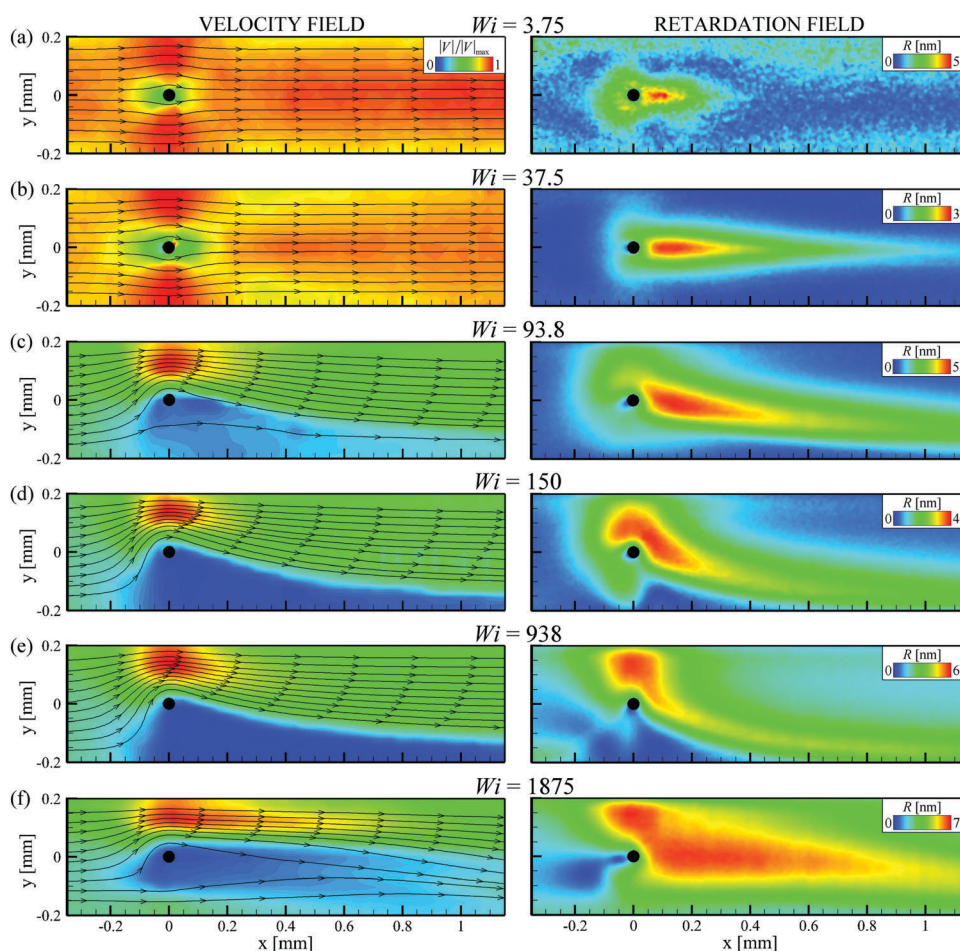 VELOCITY FIELD Wi = 3.75 RETARDATION FIELD
(a) 0.2 |V|/|V|max R [nm]
0 1 0 5
y [mm] 0
-0.2
(b) 0.2 Wi = 37.5 R [nm]
0 3
y [mm] 0
-0.2
(c) 0.2 Wi = 93.8 R [nm]
0 5
y [mm] 0
-0.2
(d) 0.2 Wi = 150 R [nm]
0 4
y [mm] 0
-0.2
(e) 0.2 Wi = 938 R [nm]
0 6
y [mm] 0
-0.2
(f) 0.2 Wi = 1875 R [nm]
0 7
y [mm] 0
-0.2
0 0.2 0.4 0.6 0.8 1 0 0.2 0.4 0.6 0.8 1
x [mm] x [mm]